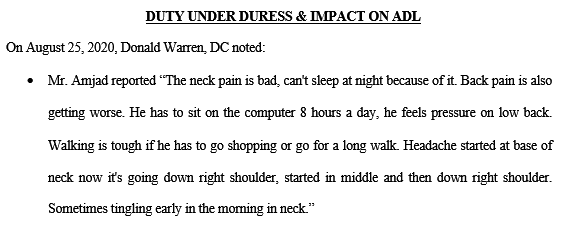 DUTY UNDER DURESS & IMPACT ON ADL
On August 25, 2020, Donald Warren, DC noted:
• Mr. Amjad reported “The neck pain is bad, can't sleep at night because of it. Back pain is also
getting worse. He has to sit on the computer 8 hours a day, he feels pressure on low back.
Walking is tough if he has to go shopping or go for a long walk. Headache started at base of
neck now it's going down right shoulder, started in middle and then down right shoulder.
Sometimes tingling early in the morning in neck.”